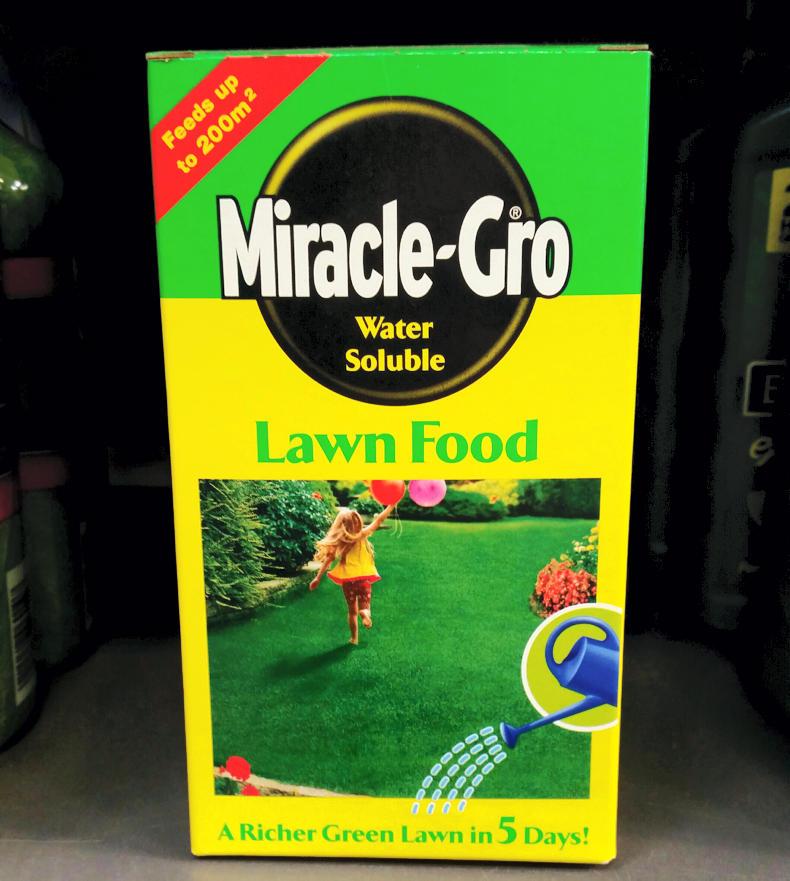 Feeds up
to 200m²
Miracle-Gro®
Water
Soluble
Lawn Food
A Richer Green Lawn in 5 Days!